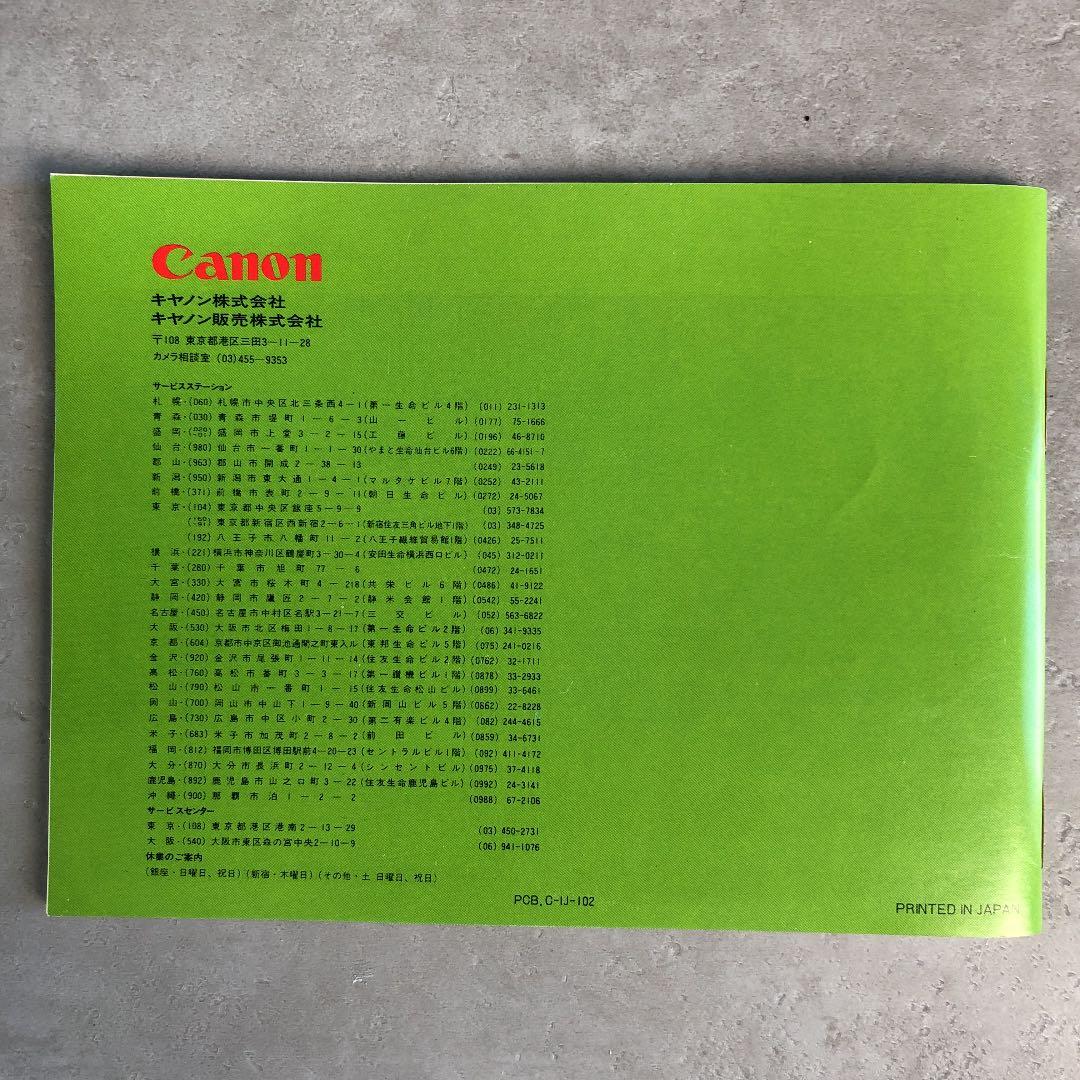 Canon
キヤノン株式会社
キヤノン販売株式会社
〒108 東京都港区三田3－11－28
カメラ相談室 (03)455－9353
サービスステーション
札幌・(060)札幌市中央区北三条西4－1(第一生命ビル4階) (011) 231-1313
青森・(030)青森市堤町1－6－3(山一ビル)(0177) 75-1666
盛岡・(020-01)盛岡市上堂3－2－15(工藤ビル)(0196) 46-8710
仙台・(980)仙台市一番町1－1－30(やまと生命仙台ビル6階)(0222)66-4151-7
郡山・(963)郡山市開成2－38－13 (0249) 23-5618
新潟・(950)新潟市東大通1－4－1(マルタケビル7階)(0252) 43-2111
前橋・(371)前橋市表町2－9－11(朝日生命ビル)(0272) 24-5067
東京・(104)東京都中央区銀座5－9－9 (03) 573-7834
(160-91)東京都新宿区西新宿2－6－1(新宿住友三角ビル地下1階) (03) 348-4725
(192)八王子市八幡町11－2(八王子繊維貿易館1階)(0426) 25-7511
横浜・(221)横浜市神奈川区鶴屋町3－30－4(安田生命横浜西口ビル) (045) 312-0211
千葉・(280)千葉市旭町77－6 (0472) 24-1651
大宮・(330)大宮市桜木町4－218(共栄ビル6階)(0486) 41-9122
静岡・(420)静岡市鷹匠2－7－2(静米会館1階)(0542) 55-2241
名古屋・(450)名古屋市中村区名駅3－21－7(三交ビル) (052) 563-6822
大阪・(530)大阪市北区梅田1－8－17(第一生命ビル2階) (06) 341-9335
京都・(604)京都市中京区御池通間之町東入ル(東邦生命ビル5階) (075) 241-0216
金沢・(920)金沢市尾張町1－11－14(住友生命ビル2階)(0762) 32-1711
高松・(760)高松市番町3－3－17(第一讃機ビル1階)(0878) 33-2933
松山・(790)松山市一番町1－15(住友生命松山ビル)(0899) 33-6461
岡山・(700)岡山市中山下1－9－40(新岡山ビル5階)(0862) 22-8228
広島・(730)広島市中区小町2－30(第二有楽ビル4階) (082) 244-4615
米子・(683)米子市加茂町2－8－2(前田ビル)(0859) 34-6731
福岡・(812)福岡市博多区博田駅前4－20－23(セントラルビル1階) (092) 411-4172
大分・(870)大分市長浜町2－12－4(シンセントビル)(0975) 37-4118
鹿児島・(892)鹿児島市山之口町3－22(住友生命鹿児島ビル)(0992) 24-3141
沖縄・(900)那覇市泊1－2－2 (0988) 67-2106
サービスセンター
東京・(108)東京都港区港南2－13－29 (03) 450-2731
大阪・(540)大阪市東区森の宮中央2－10－9 (06) 941-1076
休業のご案内
(銀座・日曜日、祝日)(新宿・木曜日)(その他・土 日曜日、祝日)
PCB. C-IJ-102
PRINTED IN JAPAN